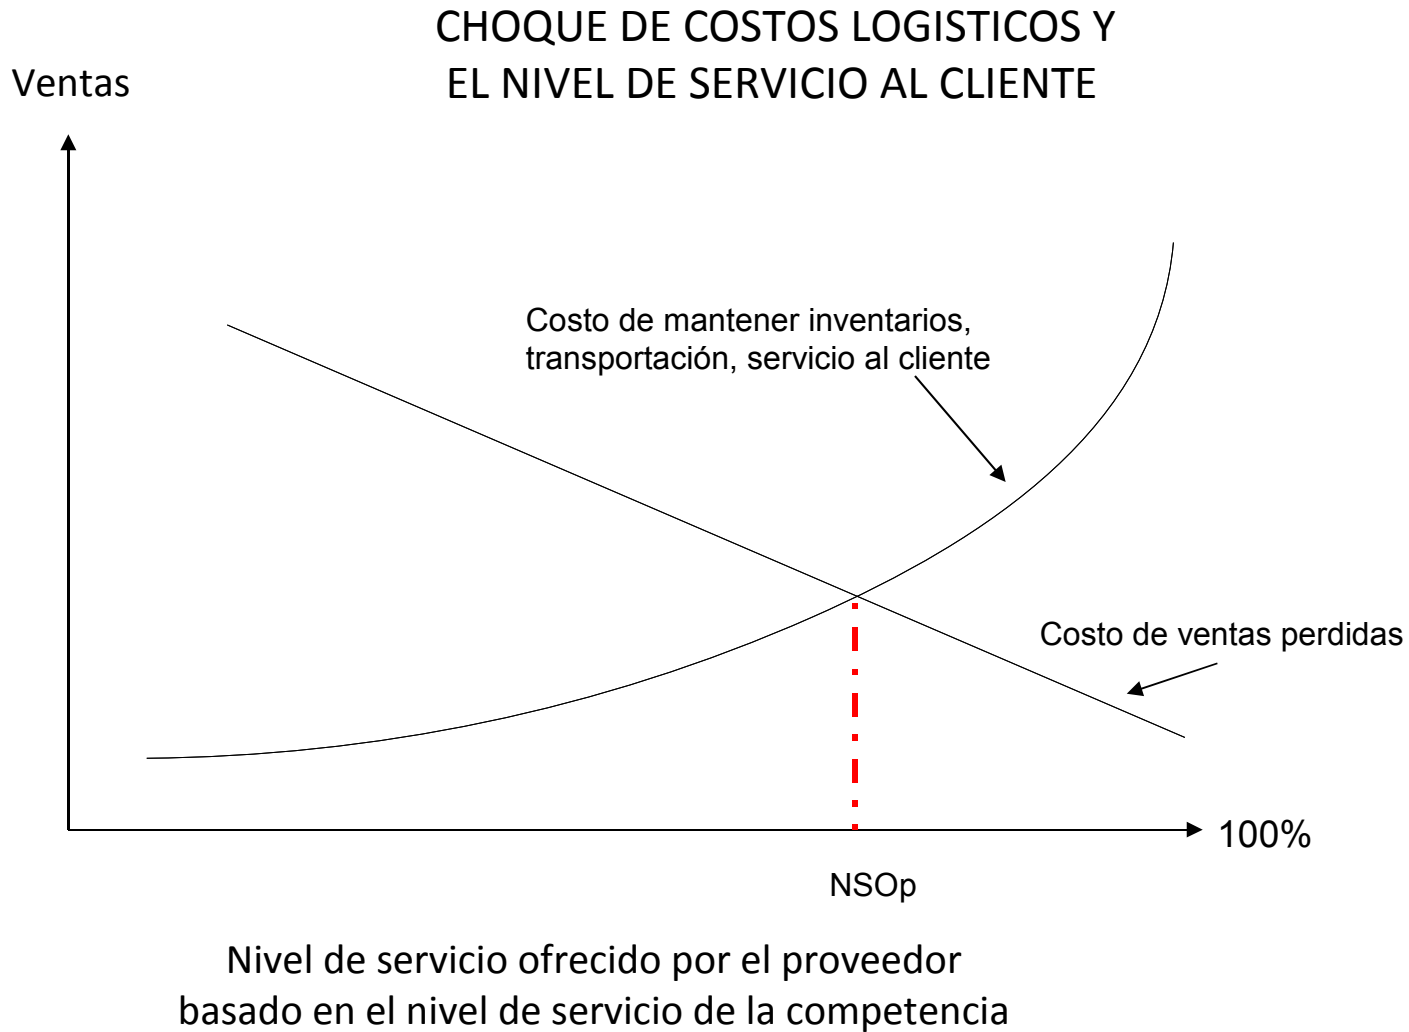 CHOQUE DE COSTOS LOGISTICOS Y
EL NIVEL DE SERVICIO AL CLIENTE
Ventas
Costo de mantener inventarios,
transportación, servicio al cliente
Costo de ventas perdidas
100%
NSOp
Nivel de servicio ofrecido por el proveedor
basado en el nivel de servicio de la competencia